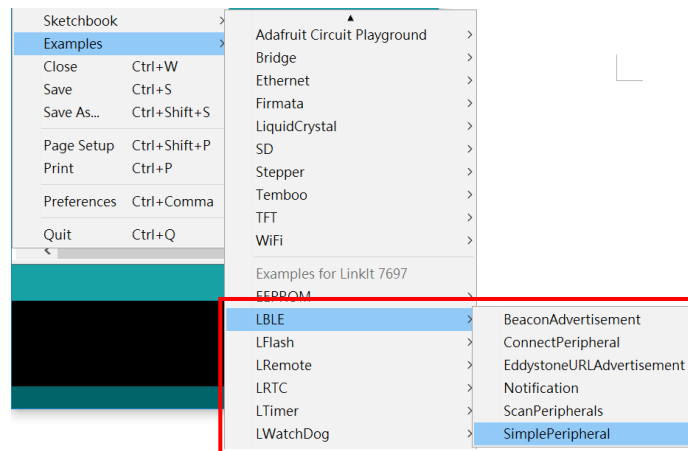 Sketchbook
Examples
Close Ctrl+W
Save Ctrl+S
Save As... Ctrl+Shift+S
Page Setup Ctrl+Shift+P
Print Ctrl+P
Preferences Ctrl+Comma
Quit Ctrl+Q
Adafruit Circuit Playground
Bridge
Ethernet
Firmata
LiquidCrystal
SD
Stepper
Temboo
TFT
WiFi
Examples for LinkIt 7697
EEPROM
LBLE
LFlash
LRemote
LRTC
LTimer
LWatchDog
BeaconAdvertisement
ConnectPeripheral
EddystoneURLAdvertisement
Notification
ScanPeripherals
SimplePeripheral